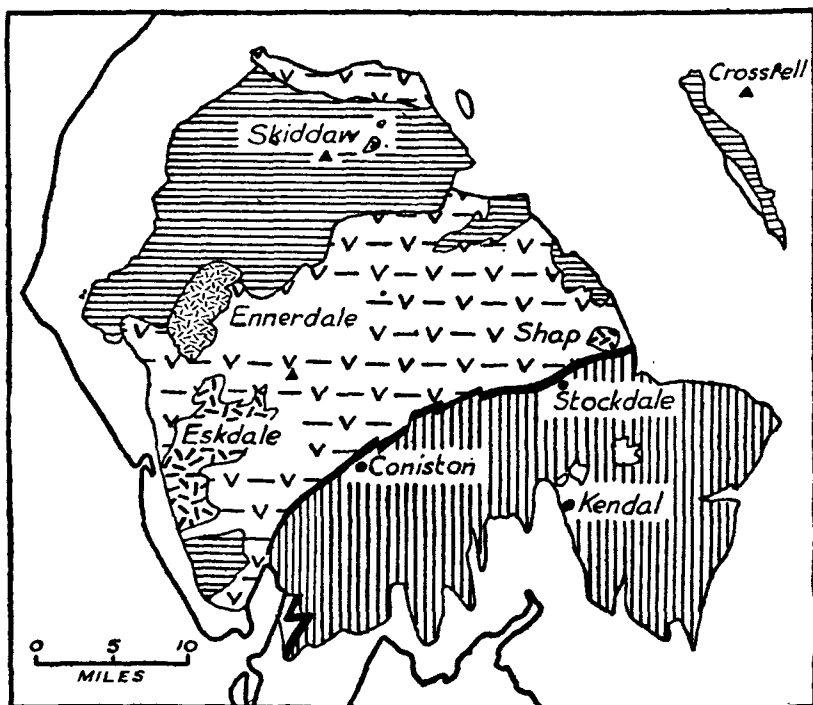 Crossfell
Skiddaw
Ennerdale
Shap
Stockdale
Eskdale
Coniston
Kendal
0 5 10
MILES